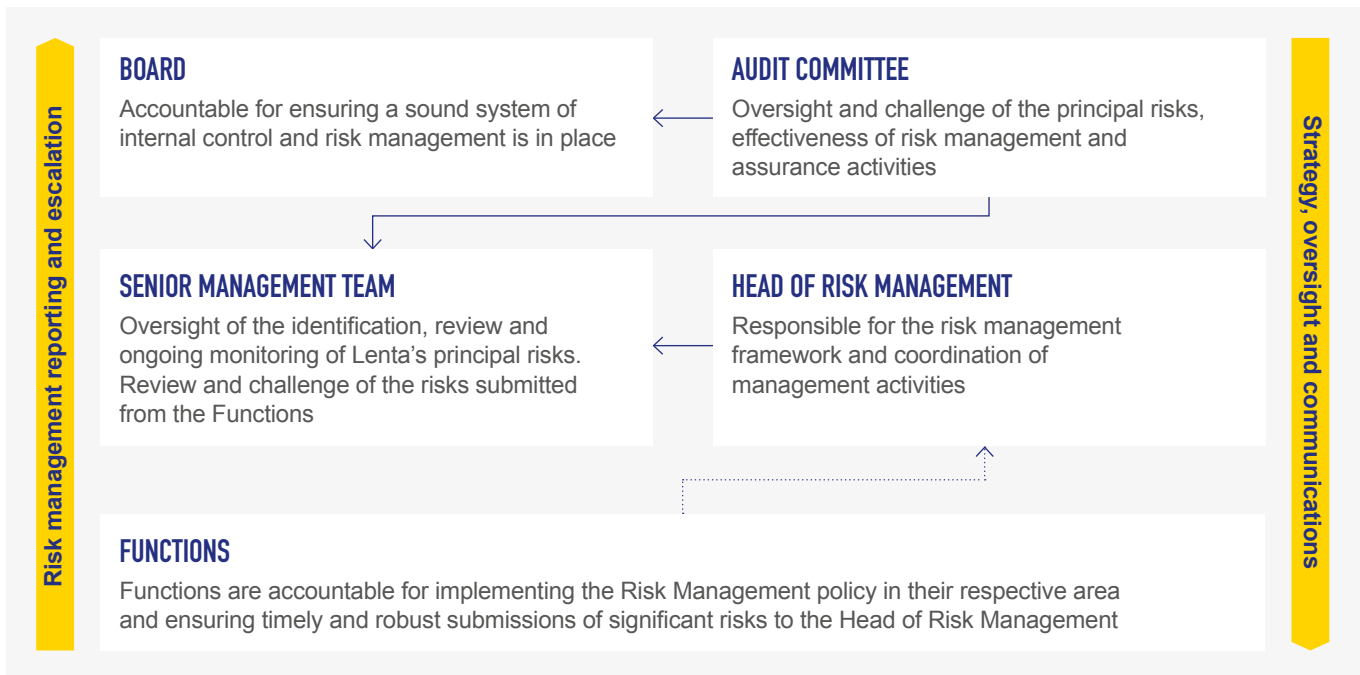 Risk management reporting and escalation
BOARD
Accountable for ensuring a sound system of
internal control and risk management is in place
AUDIT COMMITTEE
Oversight and challenge of the principal risks,
effectiveness of risk management and
assurance activities
SENIOR MANAGEMENT TEAM
Oversight of the identification, review and
ongoing monitoring of Lenta’s principal risks.
Review and challenge of the risks submitted
from the Functions
HEAD OF RISK MANAGEMENT
Responsible for the risk management
framework and coordination of
management activities
FUNCTIONS
Functions are accountable for implementing the Risk Management policy in their respective area
and ensuring timely and robust submissions of significant risks to the Head of Risk Management
Strategy, oversight and communications